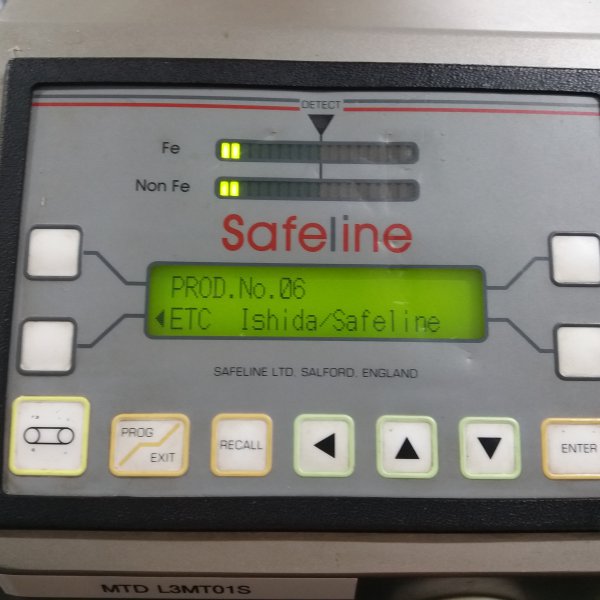 DETECT
Fe
Non Fe
Safeline
PROD.No.06
ETC Ishida/Safeline
SAFELINE LTD, SALFORD, ENGLAND
PROG
EXIT
RECALL
ENTER
MTD L3MT01S